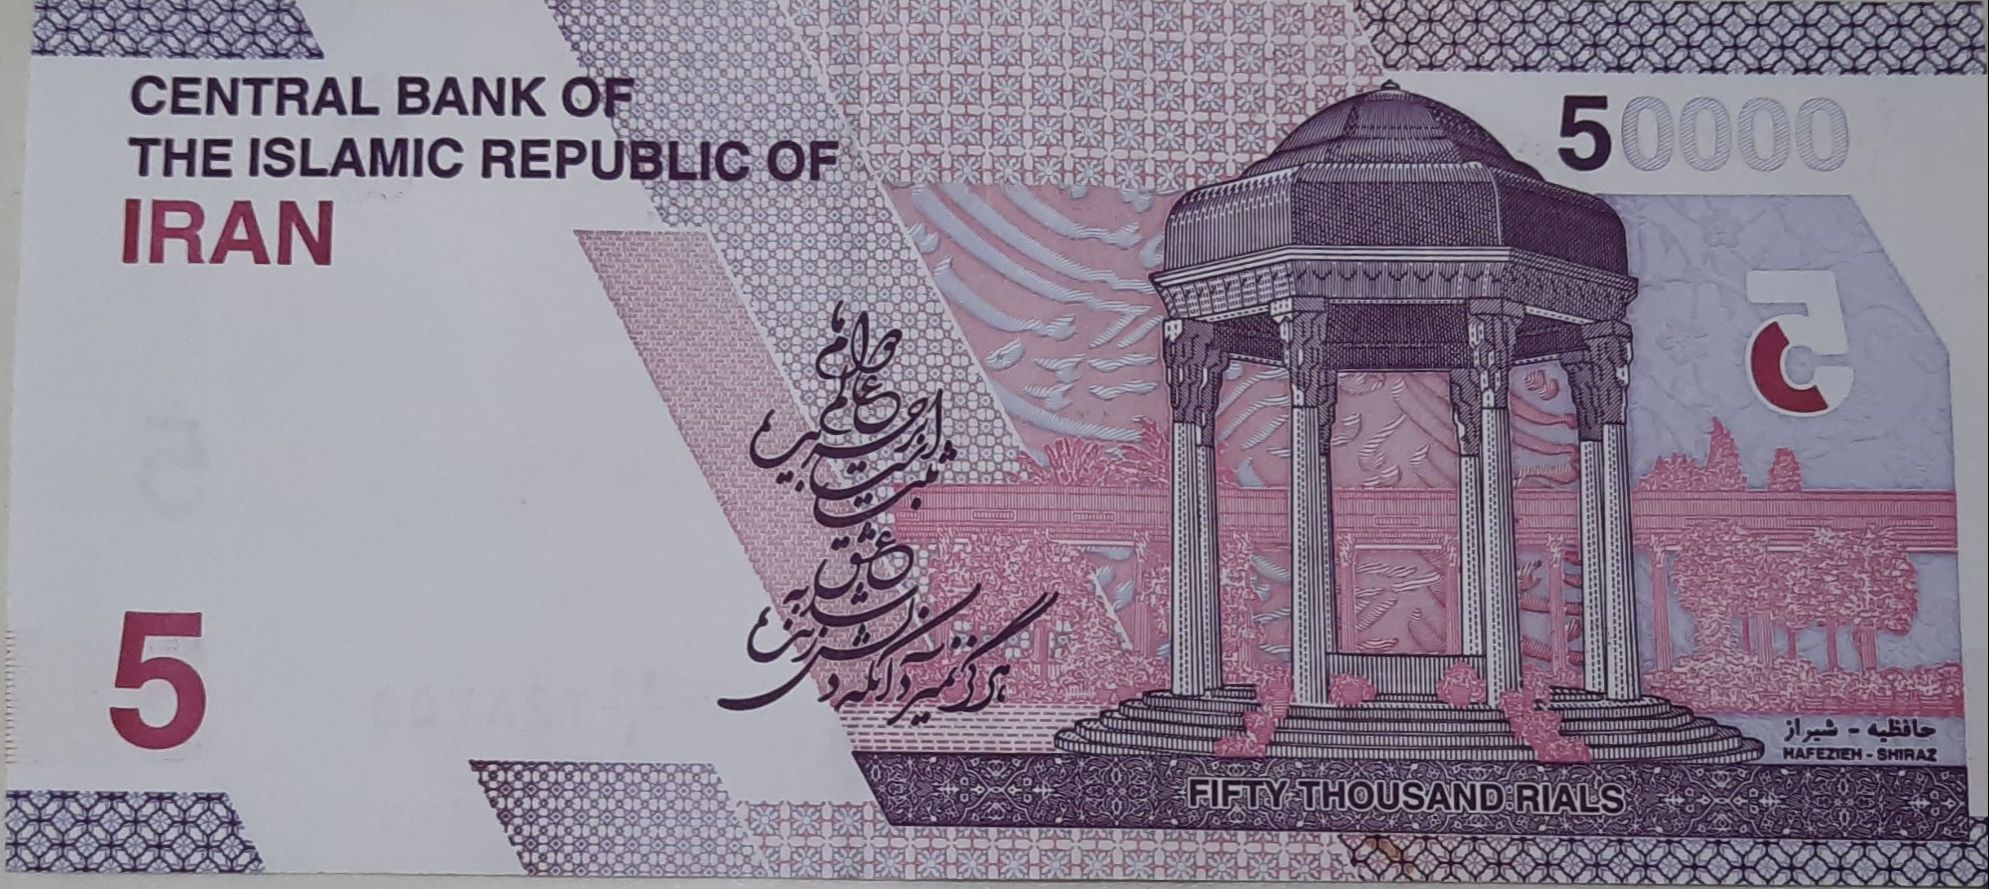 CENTRAL BANK OF
THE ISLAMIC REPUBLIC OF
IRAN
50000
5
هرگز نمیرد آنکه دلش زنده شد به عشق
ثبت است بر جریده عالم دوام ما
5
حافظیه - شیراز
HAFEZIEH - SHIRAZ
FIFTY THOUSAND RIALS